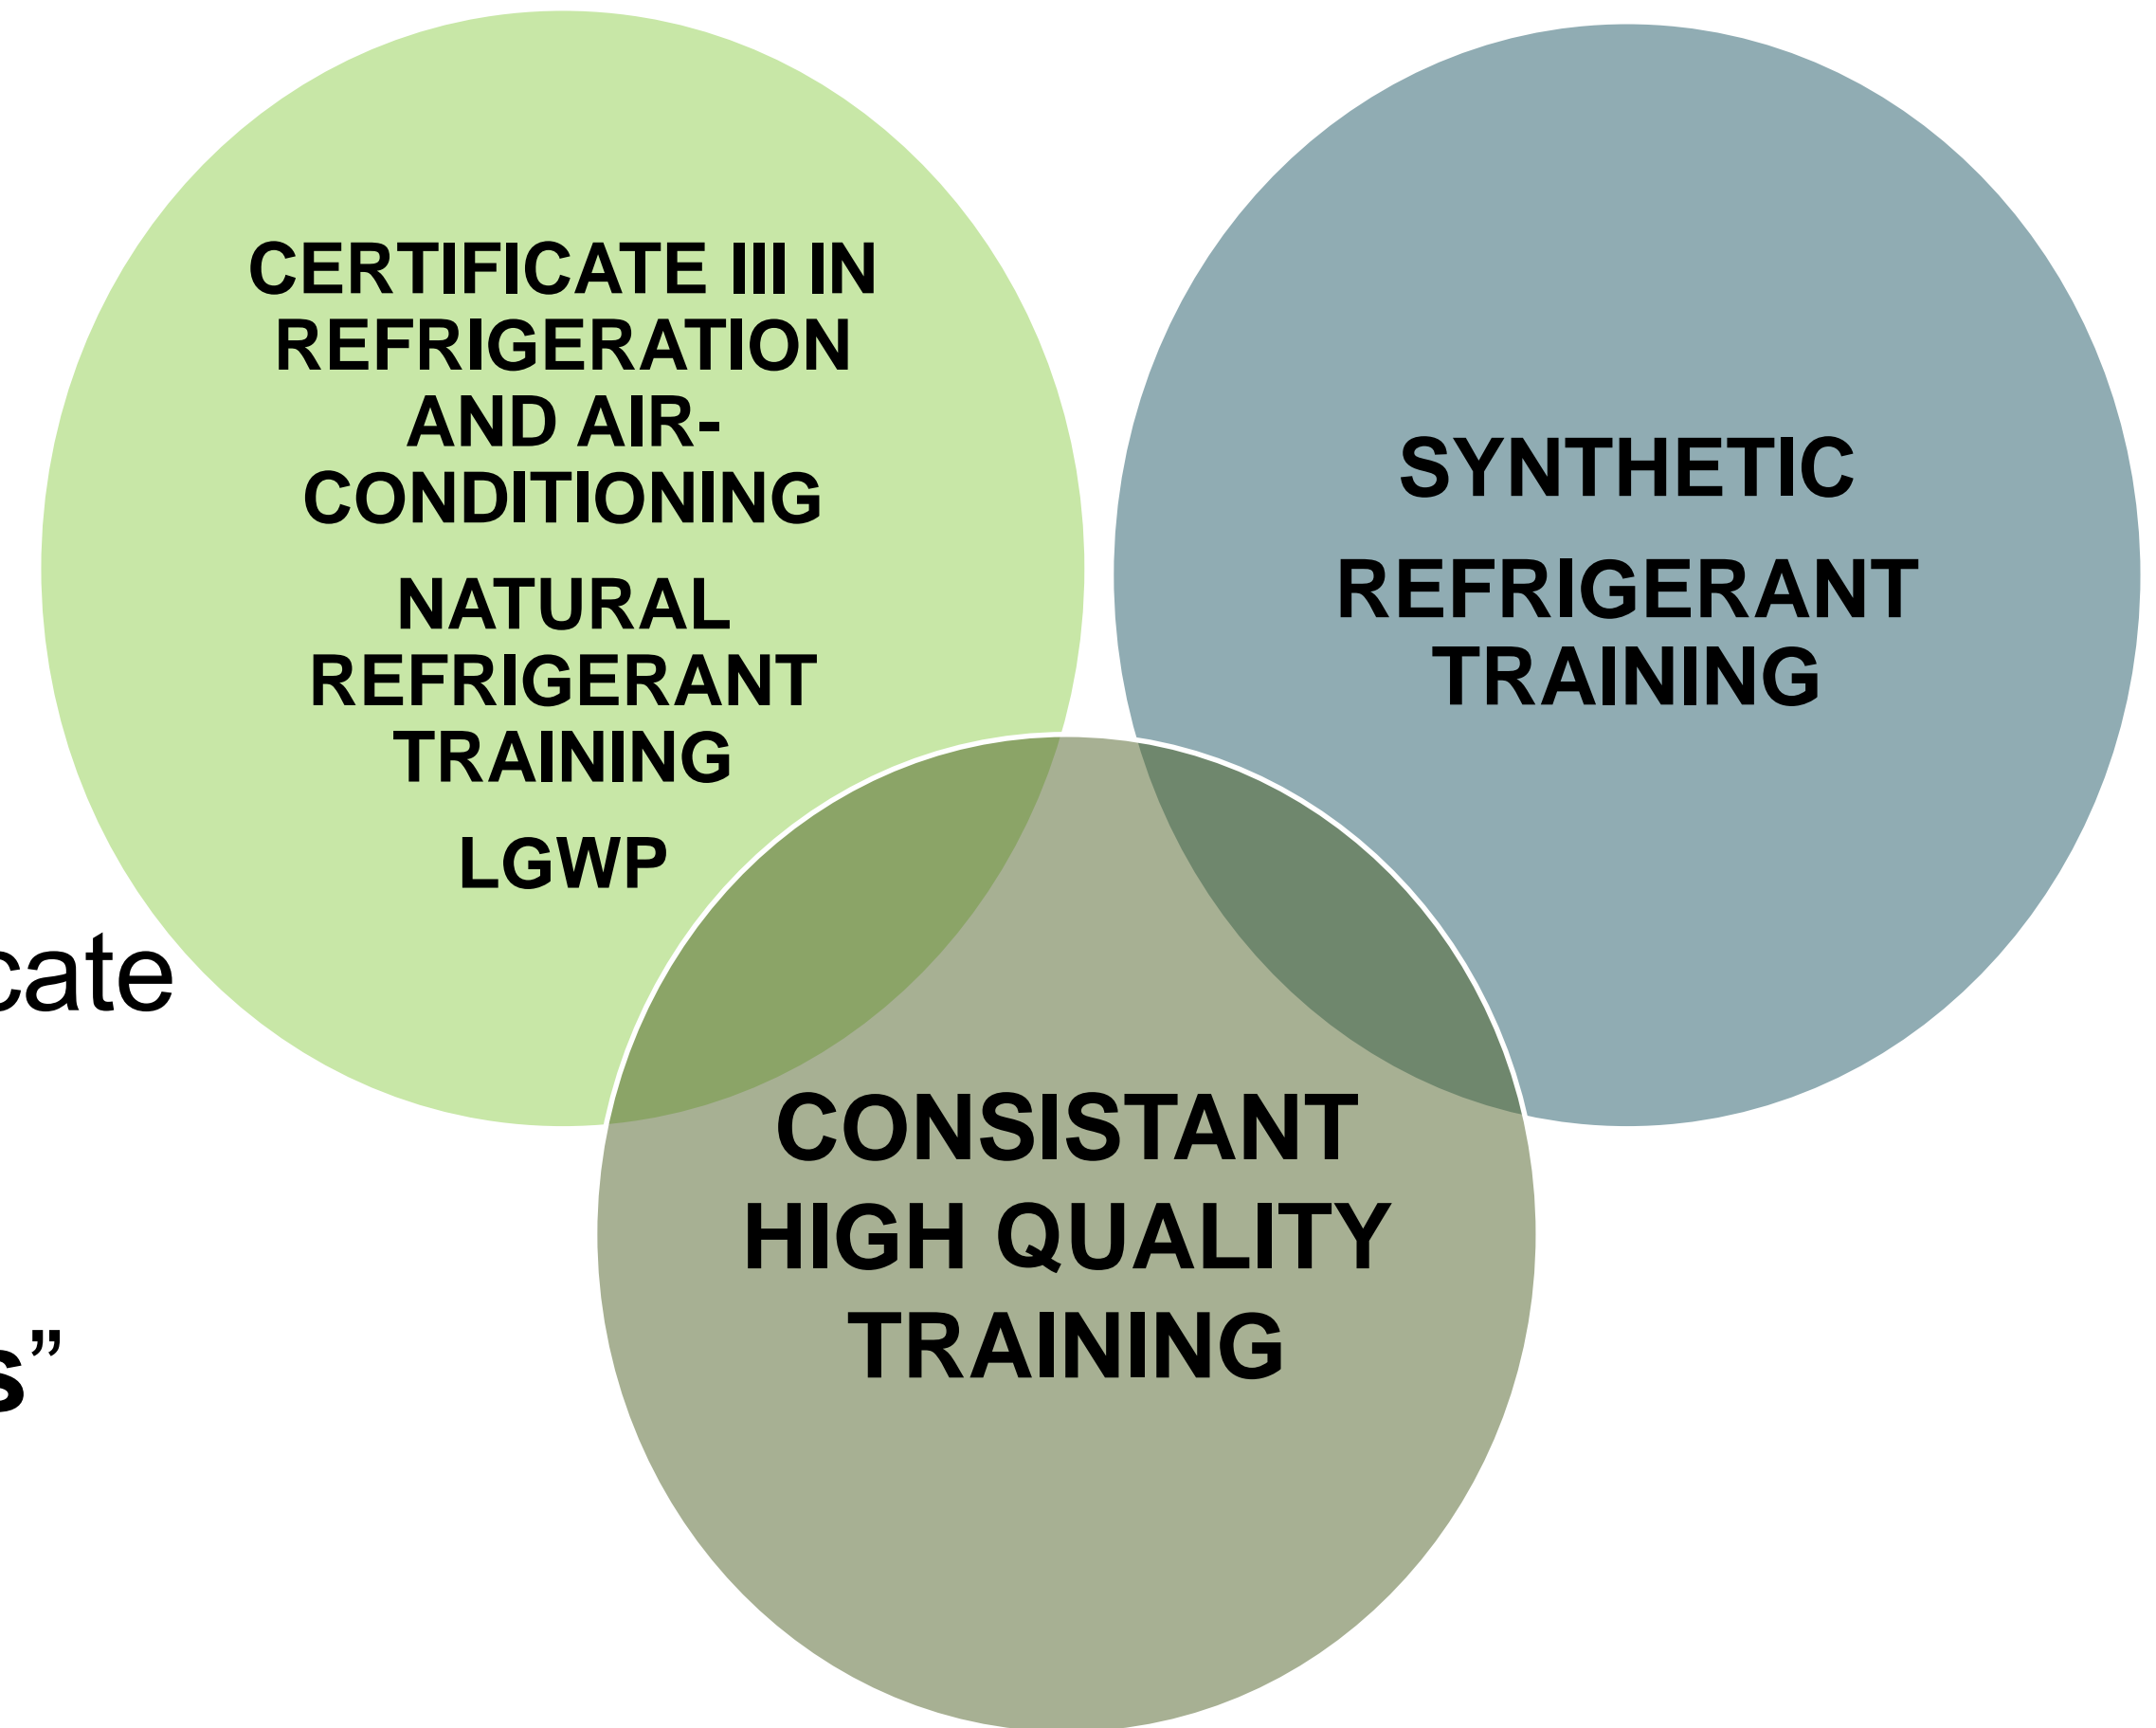 CERTIFICATE III IN
REFRIGERATION
AND AIR-
CONDITIONING
NATURAL
REFRIGERANT
TRAINING
LGWP
SYNTHETIC
REFRIGERANT
TRAINING
cate
CONSISTANT
HIGH QUALITY
TRAINING
s”